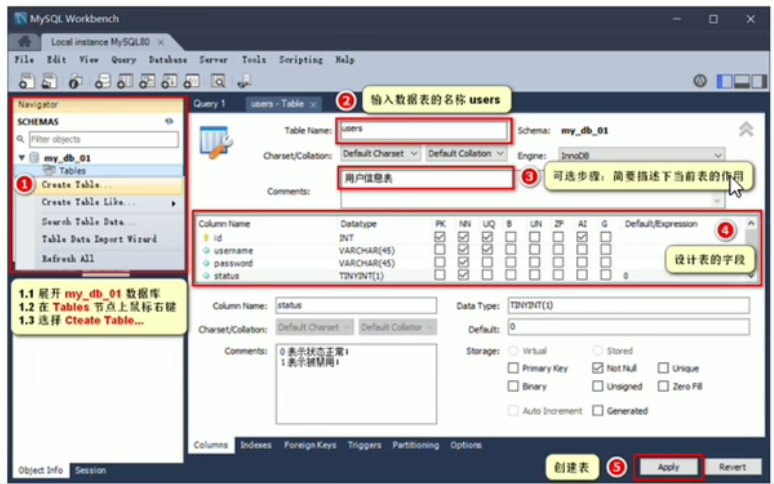 MySQL Workbench
Local instance MySQL80 ×
File Edit View Query Database Server Tools Scripting Help
Navigator
SCHEMAS
Filter objects
my_db_01
Tables
1 Create Table...
Create Table Like...
Search Table Data...
Table Data Import Wizard
Refresh All
1.1 展开 my_db_01 数据库
1.2 在 Tables 节点上鼠标右键
1.3 选择 Cteate Table...
Object Info Session
Query 1 users - Table ×
2 输入数据表的名称 users
Table Name: users Schema: my_db_01
Charset/Collation: Default Charset Default Collation Engine: InnoDB
Comments: 用户信息表
3 可选步骤：简要描述下当前表的作用
Column Name Datatype PK NN UQ B UN ZF AI G Default/Expression
id INT
username VARCHAR(45)
password VARCHAR(45)
status TINYINT(1) 0
4 设计表的字段
Column Name: status Data Type: TINYINT(1)
Charset/Collation: Default Charset Default Collation Default: 0
Comments: 0 表示状态正常；
1 表示被禁用；
Storage: Virtual Stored
Primary Key Not Null Unique
Binary Unsigned Zero Fill
Auto Increment Generated
Columns Indexes Foreign Keys Triggers Partitioning Options
创建表 5 Apply Revert